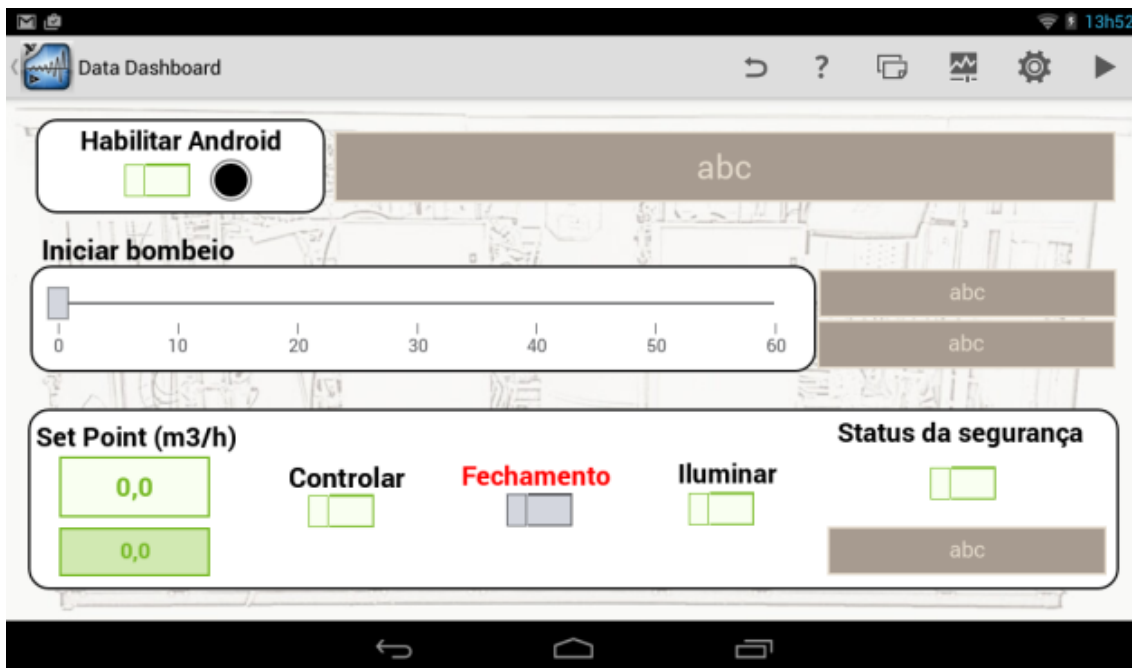 13h52
Data Dashboard
?
Habilitar Android
abc
Iniciar bombeio
0 10 20 30 40 50 60
abc
abc
Set Point (m3/h)
0,0
0,0
Controlar
Fechamento
Iluminar
Status da segurança
abc